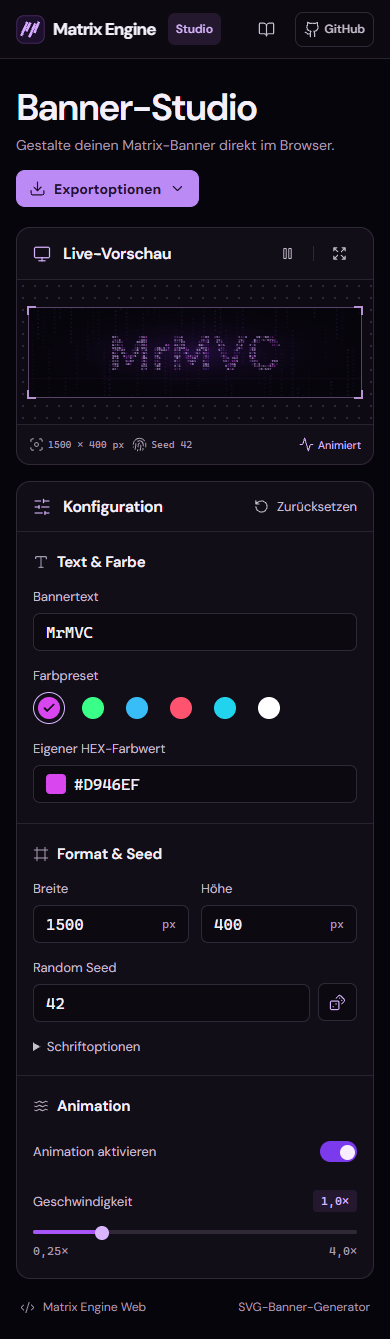 Matrix Engine Studio GitHub
Banner-Studio
Gestalte deinen Matrix-Banner direkt im Browser.
Exportoptionen
Live-Vorschau
MrMVC
1500 × 400 px Seed 42 Animiert
Konfiguration Zurücksetzen
Text & Farbe
Bannertext
MrMVC
Farbpreset
Eigener HEX-Farbwert
#D946EF
Format & Seed
Breite Höhe
1500 px 400 px
Random Seed
42
Schriftoptionen
Animation
Animation aktivieren
Geschwindigkeit 1,0×
0,25× 4,0×
Matrix Engine Web SVG-Banner-Generator